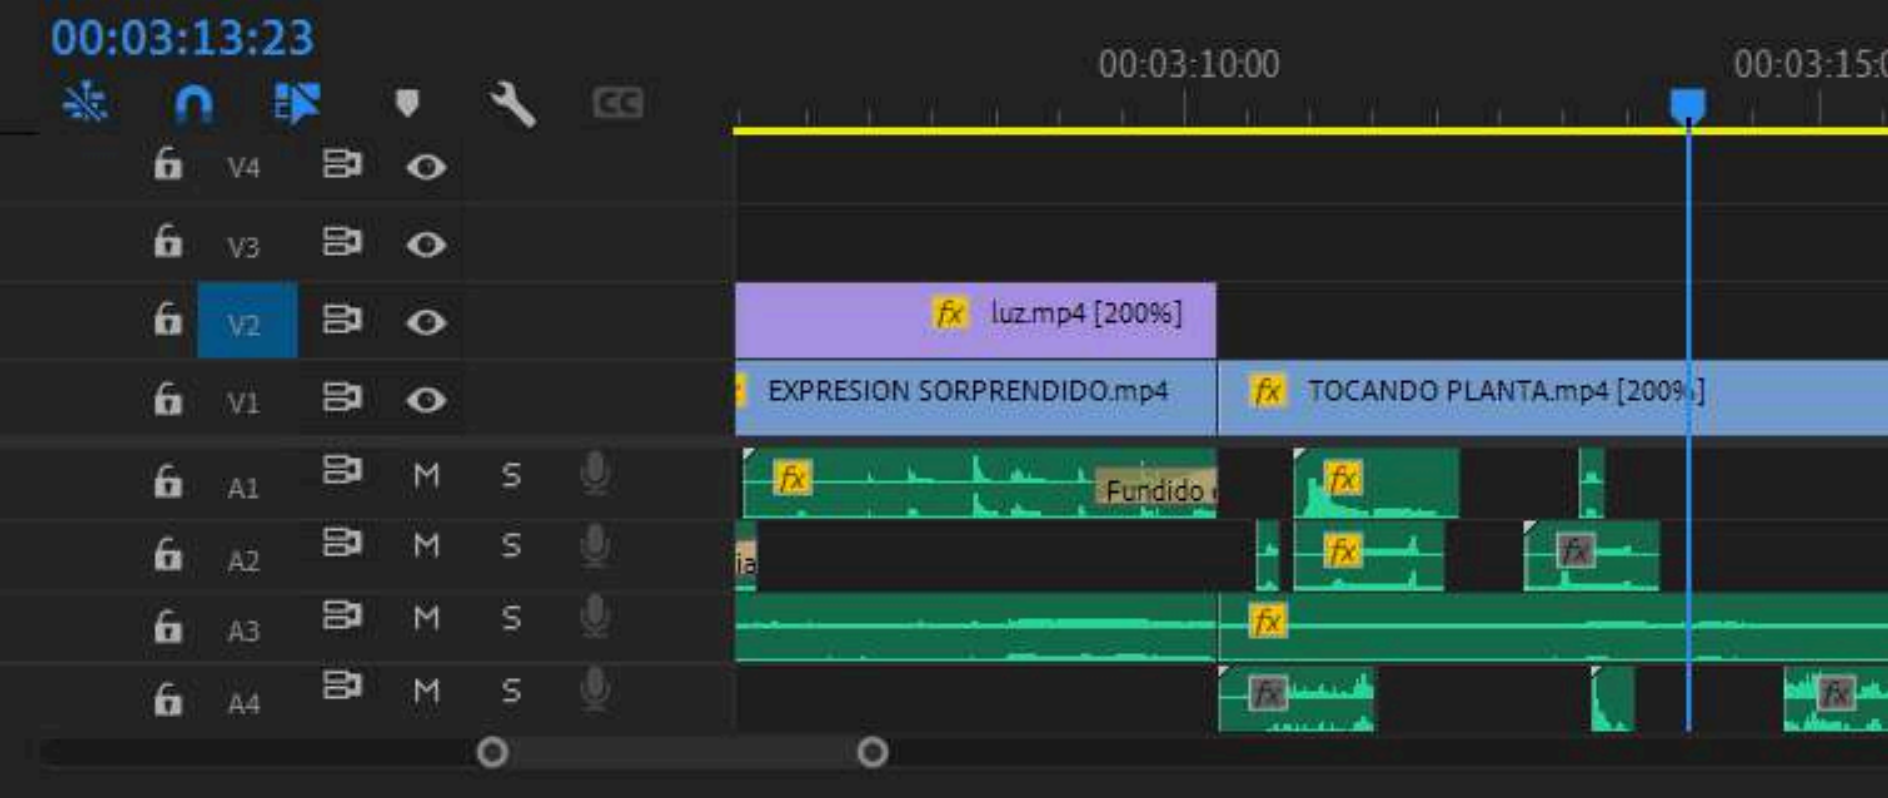 00:03:13:23
00:03:10:00
00:03:15:0
CC
V4
V3
V2
fx luz.mp4 [200%]
V1
EXPRESION SORPRENDIDO.mp4
fx TOCANDO PLANTA.mp4 [200%]
A1 M S
fx
Fundido
fx
A2 M S
ia
fx
fx
A3 M S
fx
A4 M S
fx
fx